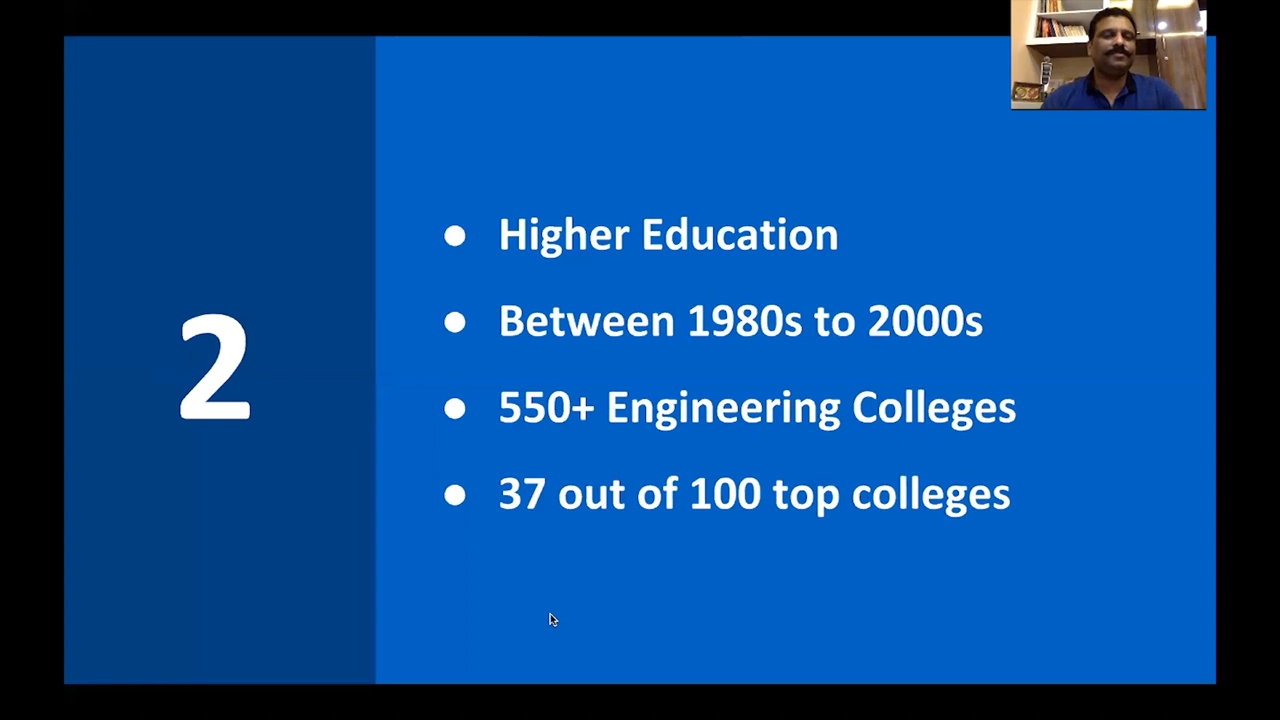 2
Higher Education
Between 1980s to 2000s
550+ Engineering Colleges
37 out of 100 top colleges